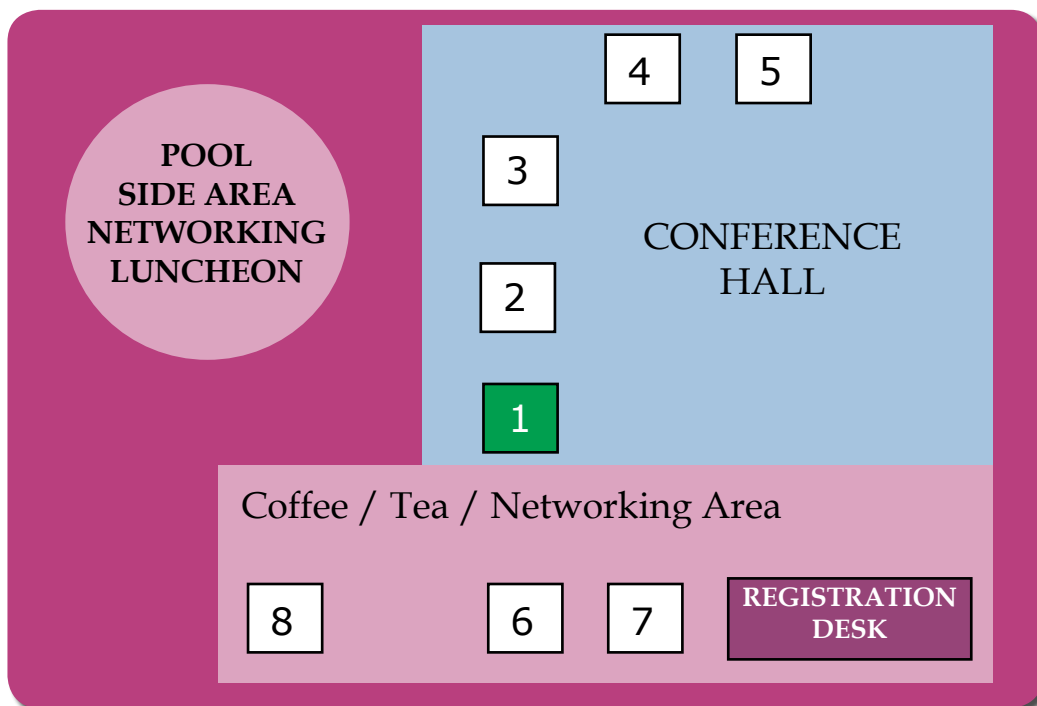 4 5
POOL
SIDE AREA
NETWORKING
LUNCHEON
3
CONFERENCE
HALL
2
1
Coffee / Tea / Networking Area
8 6 7
REGISTRATION
DESK